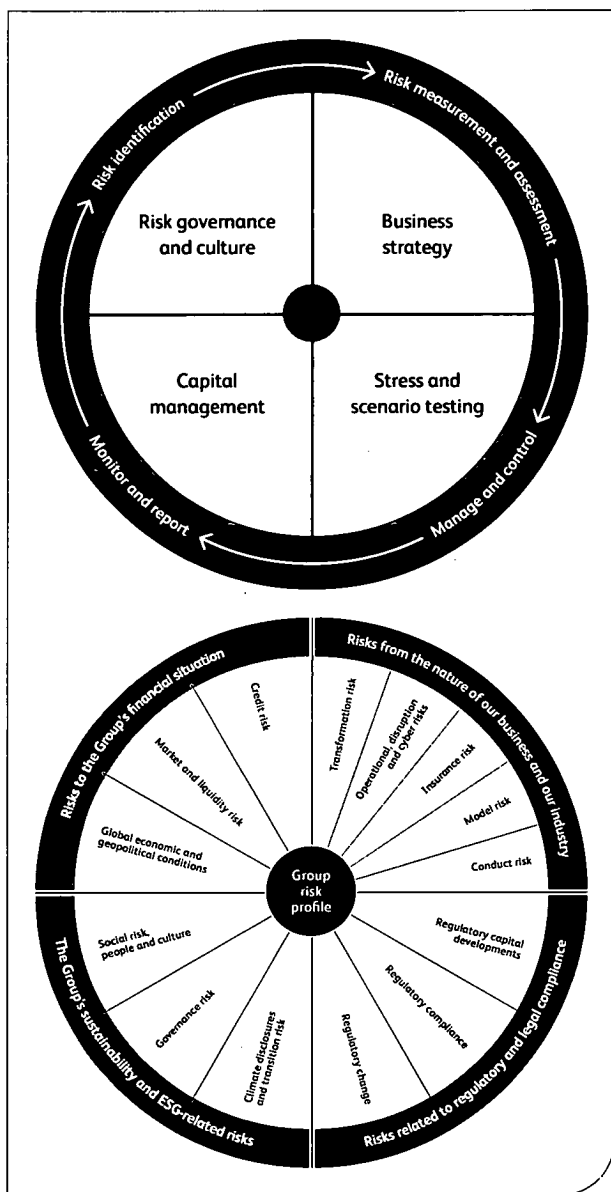 Risk identification
Risk measurement and assessment
Manage and control
Monitor and report
Risk governance
and culture
Business
strategy
Capital
management
Stress and
scenario testing
Risks to the Group's financial situation
Credit risk
Market and liquidity risk
Global economic and
geopolitical conditions
Risks from the nature of our business and our industry
Transformation risk
Operational, disruption
and cyber risks
Insurance risk
Model risk
Conduct risk
Group
risk
profile
The Group's sustainability and ESG-related risks
Social risk,
people and culture
Governance risk
Climate disclosures
and transition risk
Risks related to regulatory and legal compliance
Regulatory capital
developments
Regulatory compliance
Regulatory change